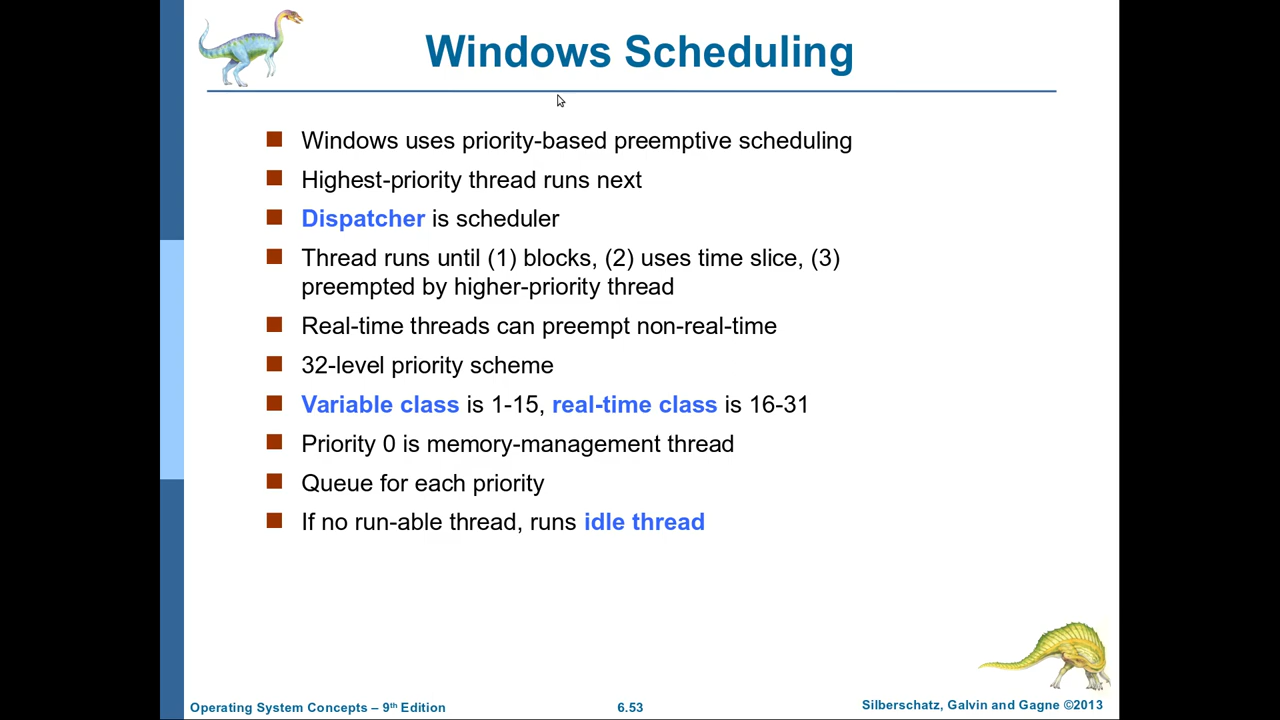 Windows Scheduling
Windows uses priority-based preemptive scheduling
Highest-priority thread runs next
Dispatcher is scheduler
Thread runs until (1) blocks, (2) uses time slice, (3)
preempted by higher-priority thread
Real-time threads can preempt non-real-time
32-level priority scheme
Variable class is 1-15, real-time class is 16-31
Priority 0 is memory-management thread
Queue for each priority
If no run-able thread, runs idle thread
Operating System Concepts – 9th Edition
6.53
Silberschatz, Galvin and Gagne ©2013